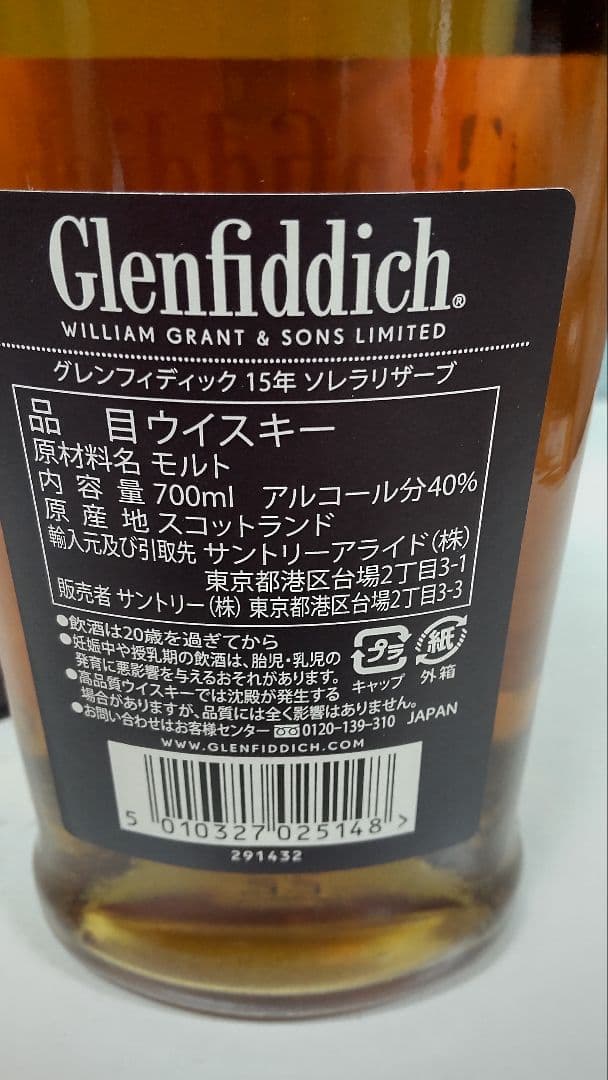 Glenfiddich®
WILLIAM GRANT & SONS LIMITED
グレンフィディック 15年 ソレラリザーブ
品 目 ウイスキー
原材料名 モルト
内容量 700ml アルコール分40%
原産地 スコットランド
輸入元及び引取先 サントリーアライド(株)
東京都港区台場2丁目3-1
販売者 サントリー(株) 東京都港区台場2丁目3-3
●飲酒は20歳を過ぎてから
●妊娠中や授乳期の飲酒は、胎児・乳児の
発育に悪影響を与えるおそれがあります。
●高品質ウイスキーでは沈殿が発生する
場合がありますが、品質には全く影響はありません。
●お問い合わせはお客様センター 0120-139-310 JAPAN
プラ
キャップ
紙
外箱
WWW.GLENFIDDICH.COM
5 010327 025148 >
291432